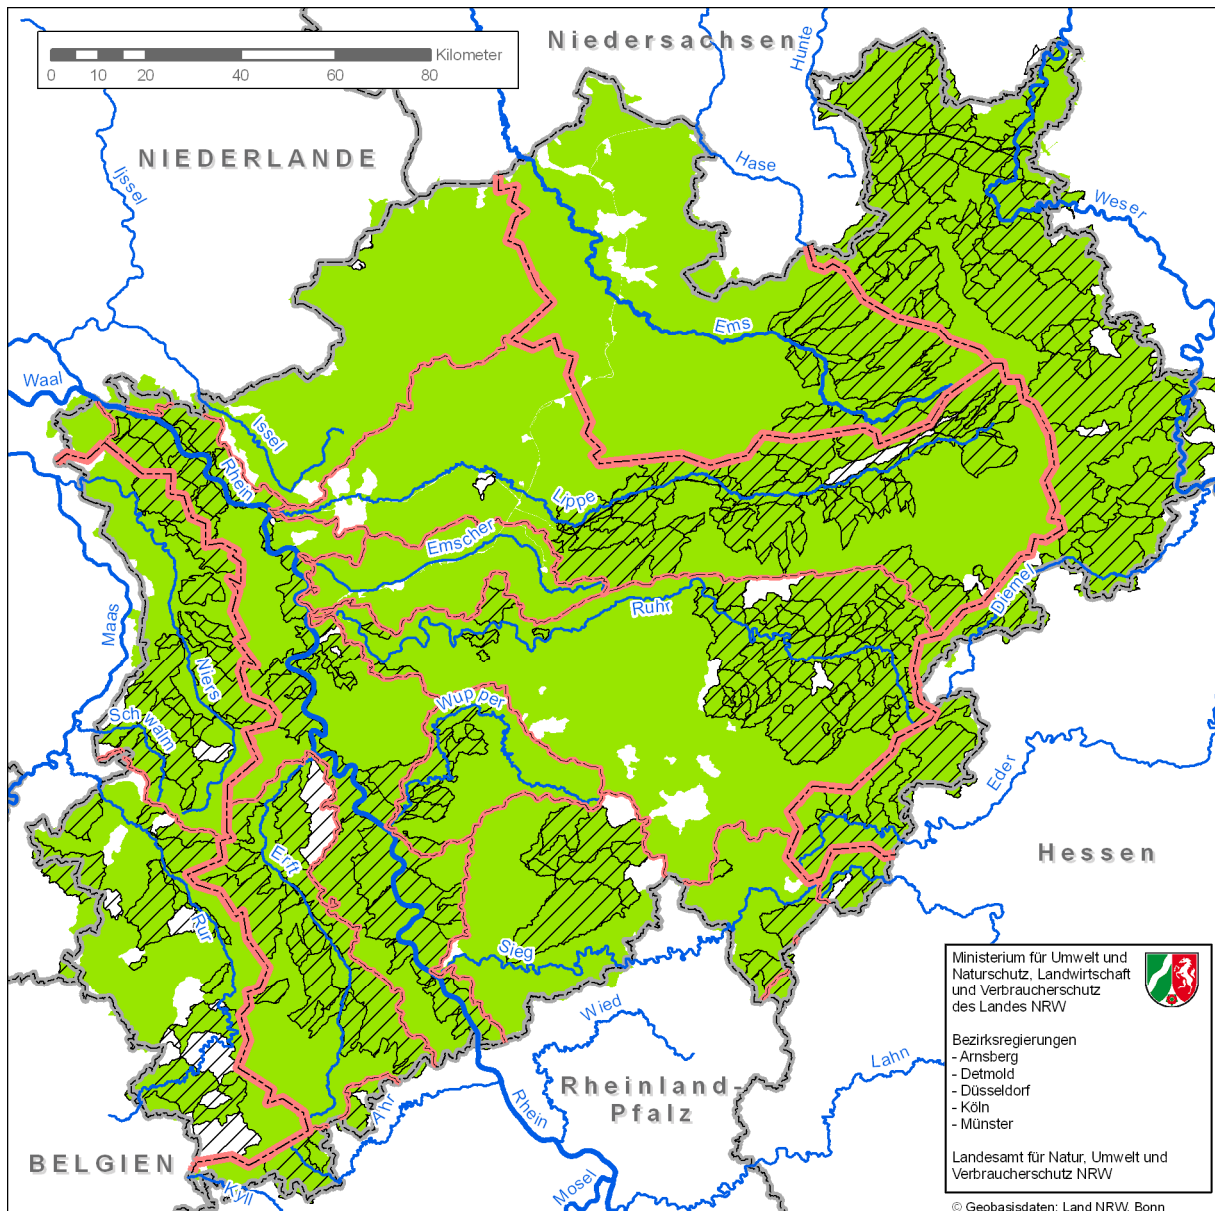 Niedersachsen
Hunte
Kilometer
0 10 20 40 60 80
NIEDERLANDE
Ijssel
Hase
Weser
Ems
Waal
Issel
Rhein
Lippe
Emscher
Ruhr
Diemel
Maas
Niers
Schwalm
Wupper
Eder
Hessen
Erft
Rur
Sieg
Wied
Lahn
Rheinland-
Pfalz
Ahr
Rhein
Mosel
BELGIEN
Kyll
Ministerium für Umwelt und
Naturschutz, Landwirtschaft
und Verbraucherschutz
des Landes NRW
Bezirksregierungen
- Arnsberg
- Detmold
- Düsseldorf
- Köln
- Münster
Landesamt für Natur, Umwelt und
Verbraucherschutz NRW
© Geobasisdaten: Land NRW, Bonn